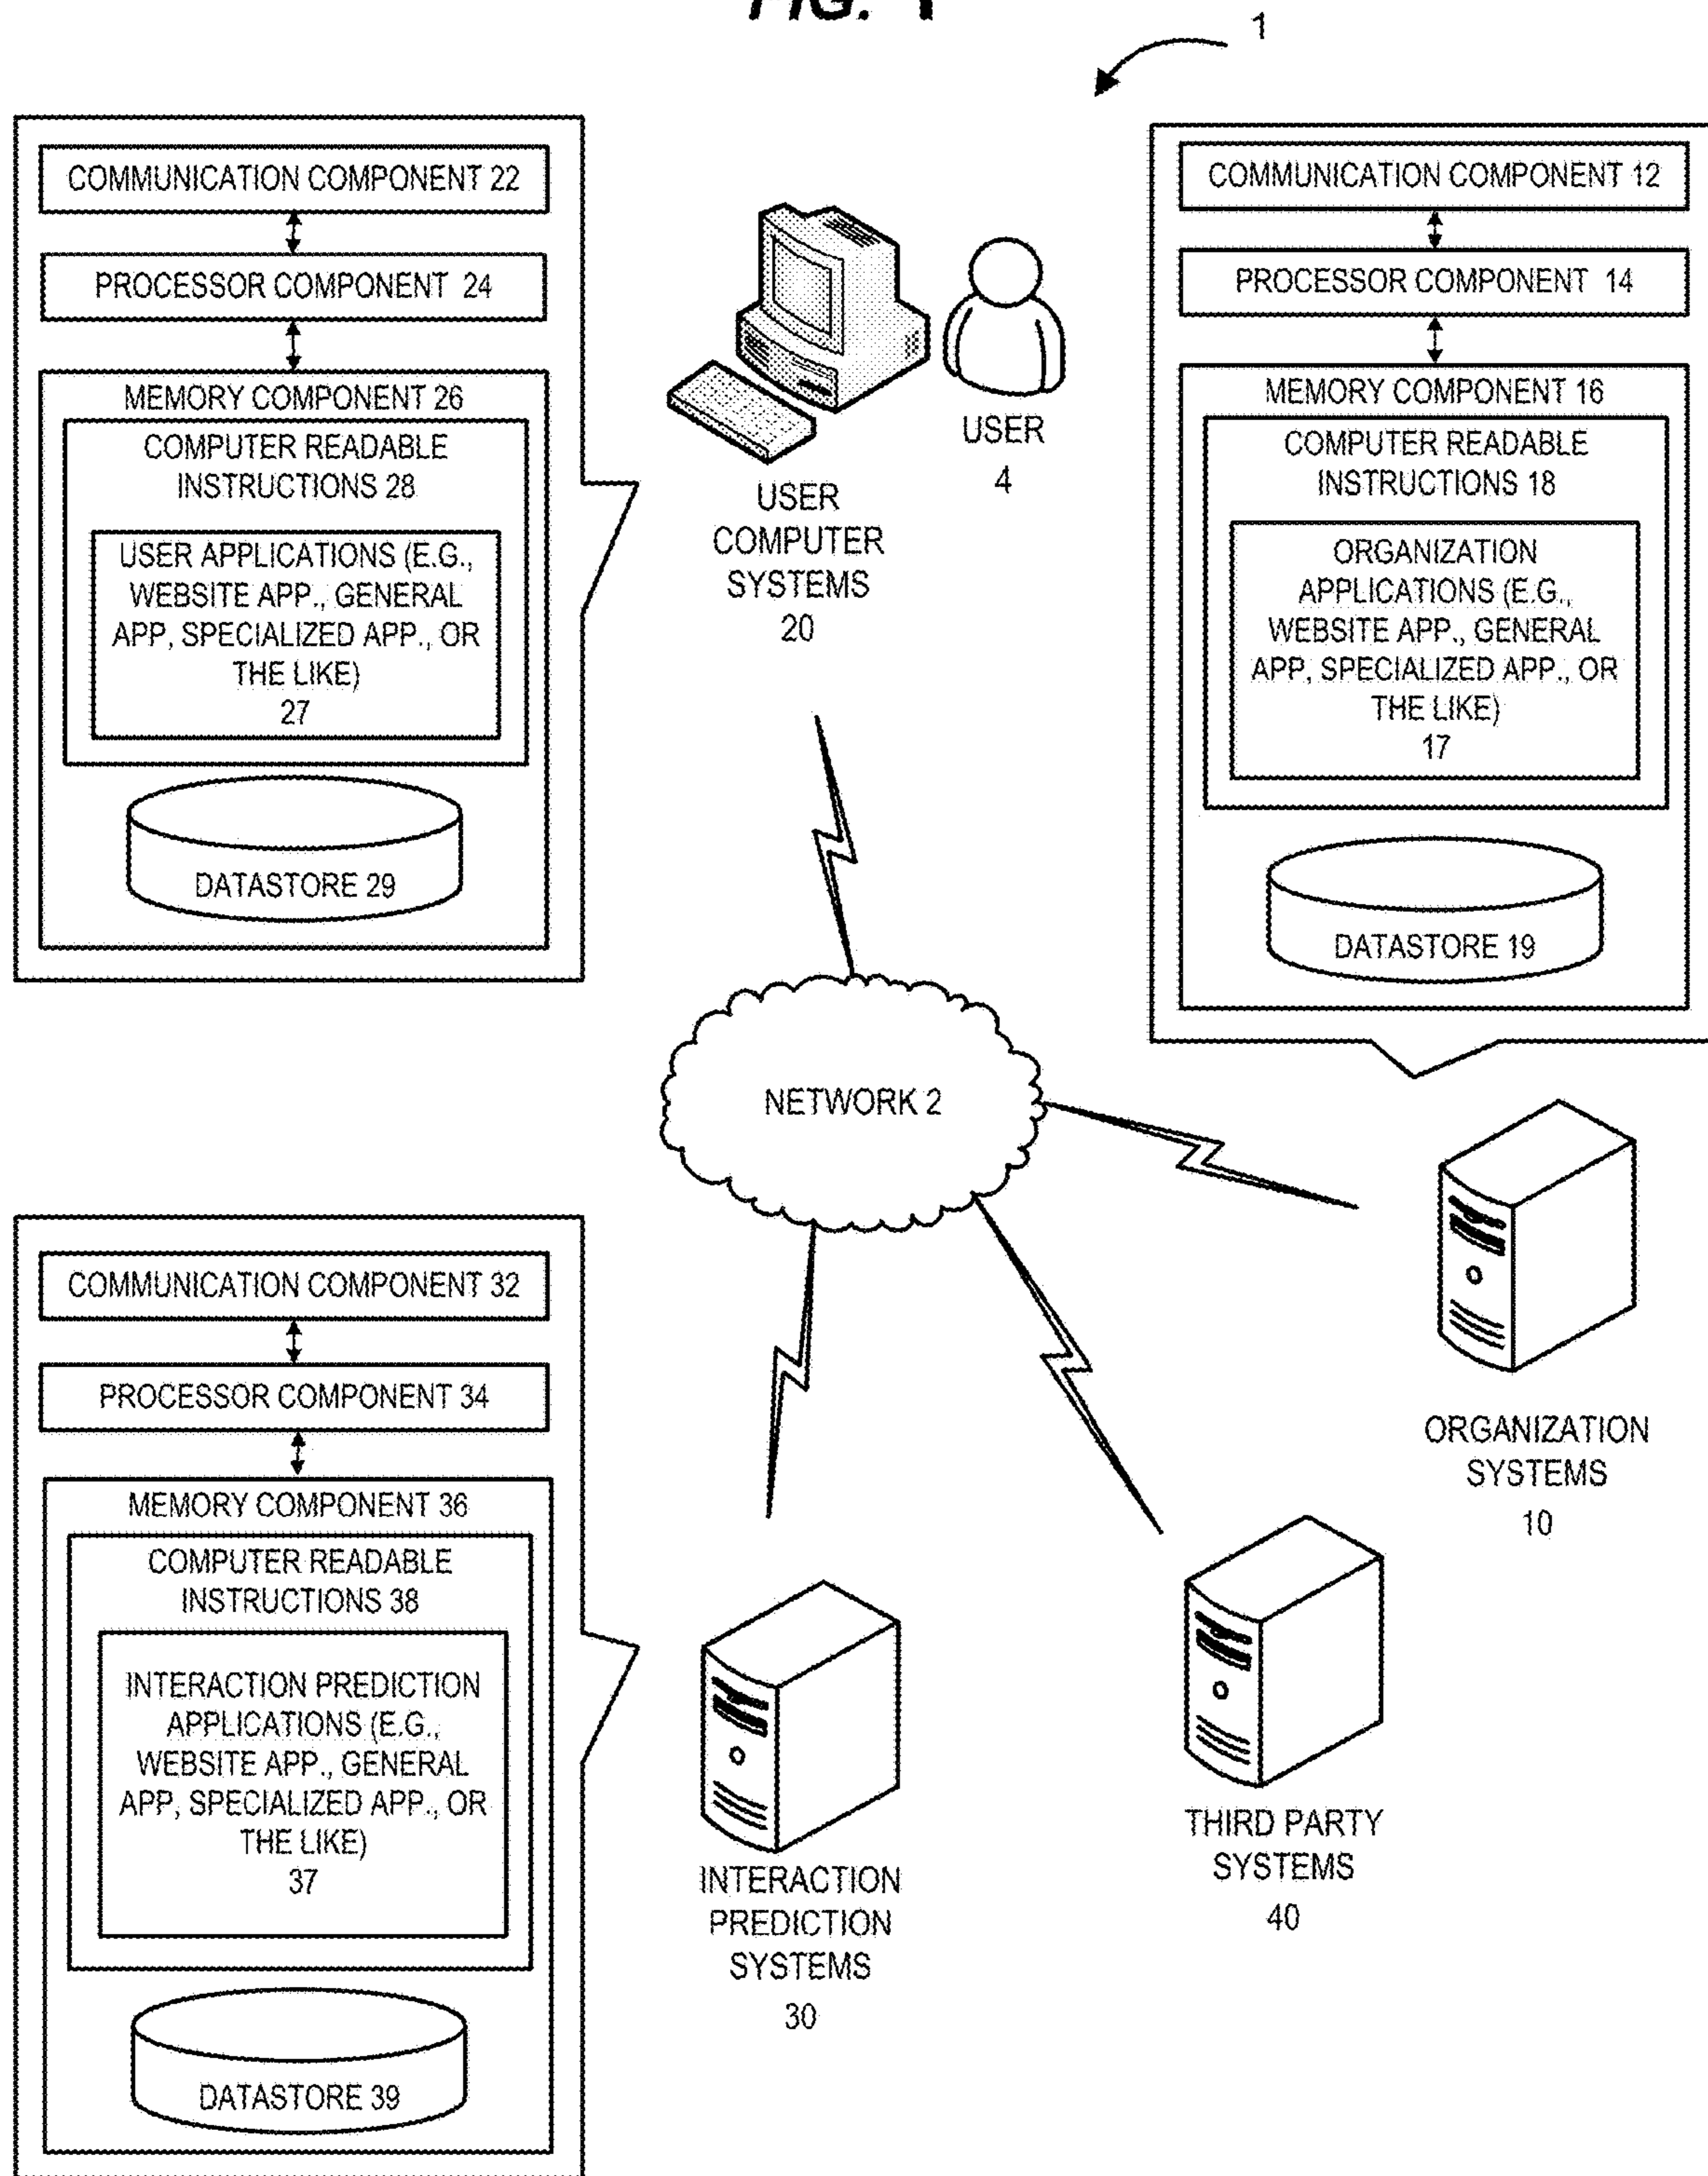 FIG. 1
1
COMMUNICATION COMPONENT 22
PROCESSOR COMPONENT 24
MEMORY COMPONENT 26
COMPUTER READABLE
INSTRUCTIONS 28
USER APPLICATIONS (E.G.,
WEBSITE APP., GENERAL
APP, SPECIALIZED APP., OR
THE LIKE)
27
DATASTORE 29
USER
4
USER
COMPUTER
SYSTEMS
20
COMMUNICATION COMPONENT 12
PROCESSOR COMPONENT 14
MEMORY COMPONENT 16
COMPUTER READABLE
INSTRUCTIONS 18
ORGANIZATION
APPLICATIONS (E.G.,
WEBSITE APP., GENERAL
APP, SPECIALIZED APP., OR
THE LIKE)
17
DATASTORE 19
NETWORK 2
ORGANIZATION
SYSTEMS
10
COMMUNICATION COMPONENT 32
PROCESSOR COMPONENT 34
MEMORY COMPONENT 36
COMPUTER READABLE
INSTRUCTIONS 38
INTERACTION PREDICTION
APPLICATIONS (E.G.,
WEBSITE APP., GENERAL
APP, SPECIALIZED APP., OR
THE LIKE)
37
DATASTORE 39
INTERACTION
PREDICTION
SYSTEMS
30
THIRD PARTY
SYSTEMS
40